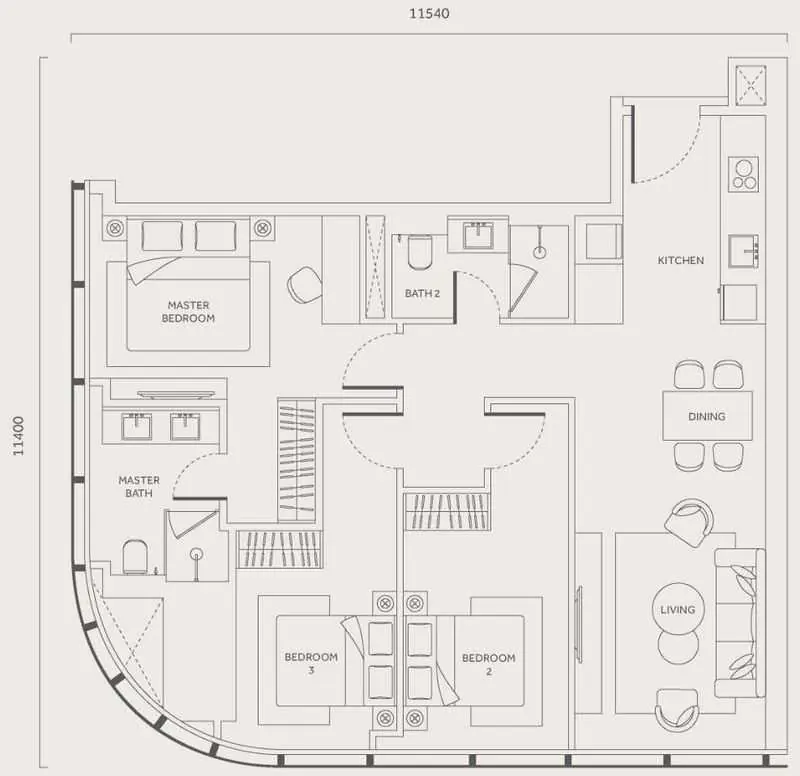 11540
KITCHEN
BATH 2
MASTER
BEDROOM
11400
DINING
MASTER
BATH
LIVING
BEDROOM
3
BEDROOM
2